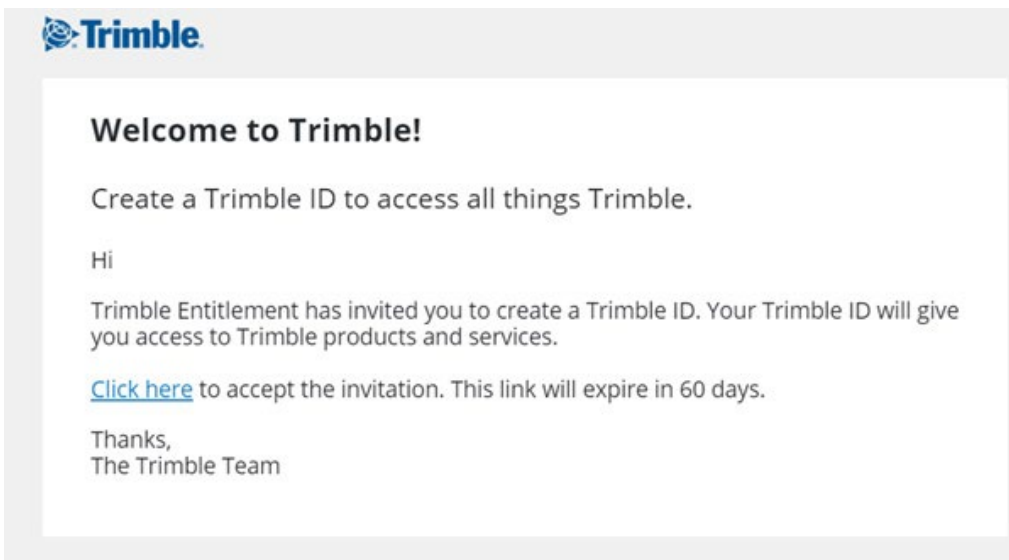 Trimble.
Welcome to Trimble!
Create a Trimble ID to access all things Trimble.
Hi
Trimble Entitlement has invited you to create a Trimble ID. Your Trimble ID will give
you access to Trimble products and services.
Click here to accept the invitation. This link will expire in 60 days.
Thanks,
The Trimble Team